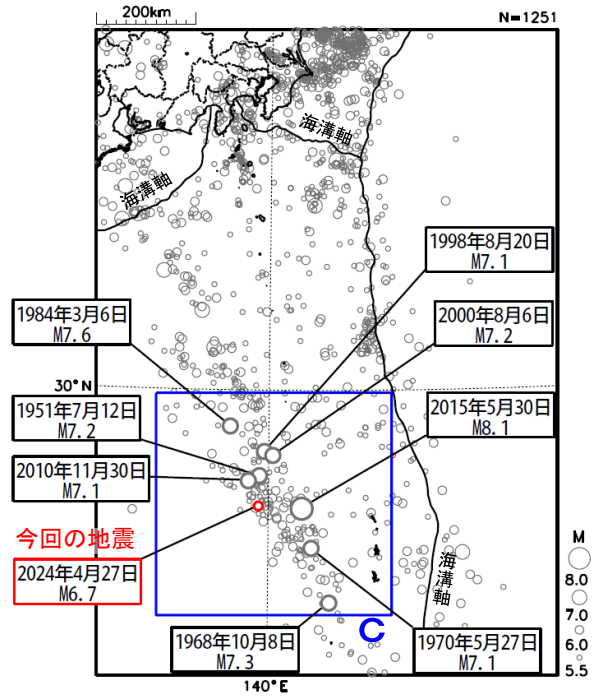 200km
N=1251
海溝軸
海溝軸
1998年8月20日
M7.1
1984年3月6日
M7.6
2000年8月6日
M7.2
30°N
1951年7月12日
M7.2
2015年5月30日
M8.1
2010年11月30日
M7.1
今回の地震
2024年4月27日
M6.7
海溝軸
M
8.0
7.0
6.0
5.5
C
1968年10月8日
M7.3
1970年5月27日
M7.1
140°E